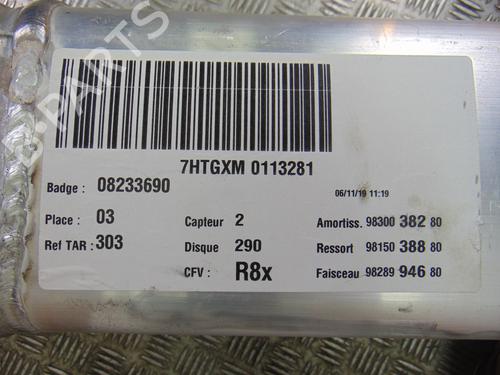 B-PARTS
7HTGXM 0113281
Badge : 08233690
06/11/19 11:19
Place : 03 Capteur 2 Amortiss. 98300 382 80
Ref TAR : 303 Disque 290 Ressort 98150 388 80
CFV : R8x Faisceau 98289 946 80